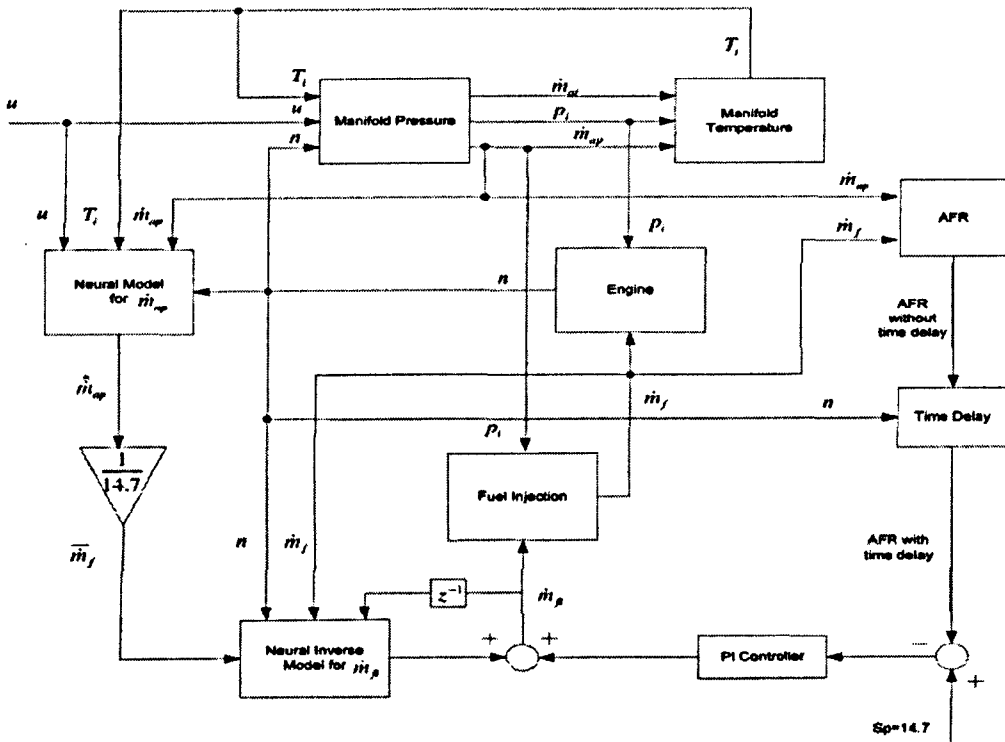 T_i
T_i
ṁ_at
u
u
Manifold Pressure
p_i
Manifold
Temperature
n
ṁ_ap
ṁ_ap
AFR
u
T_i
ṁ_ap
p_i
ṁ_f
Neural Model
for ṁ_ap
n
Engine
AFR
without
time delay
ṁ_f
n
Time Delay
p_i
1
14.7
Fuel Injection
AFR with
time delay
n
ṁ_f
z⁻¹
ṁ_fi
+
+
−
+
Neural Inverse
Model for ṁ_fi
PI Controller
Sp=14.7